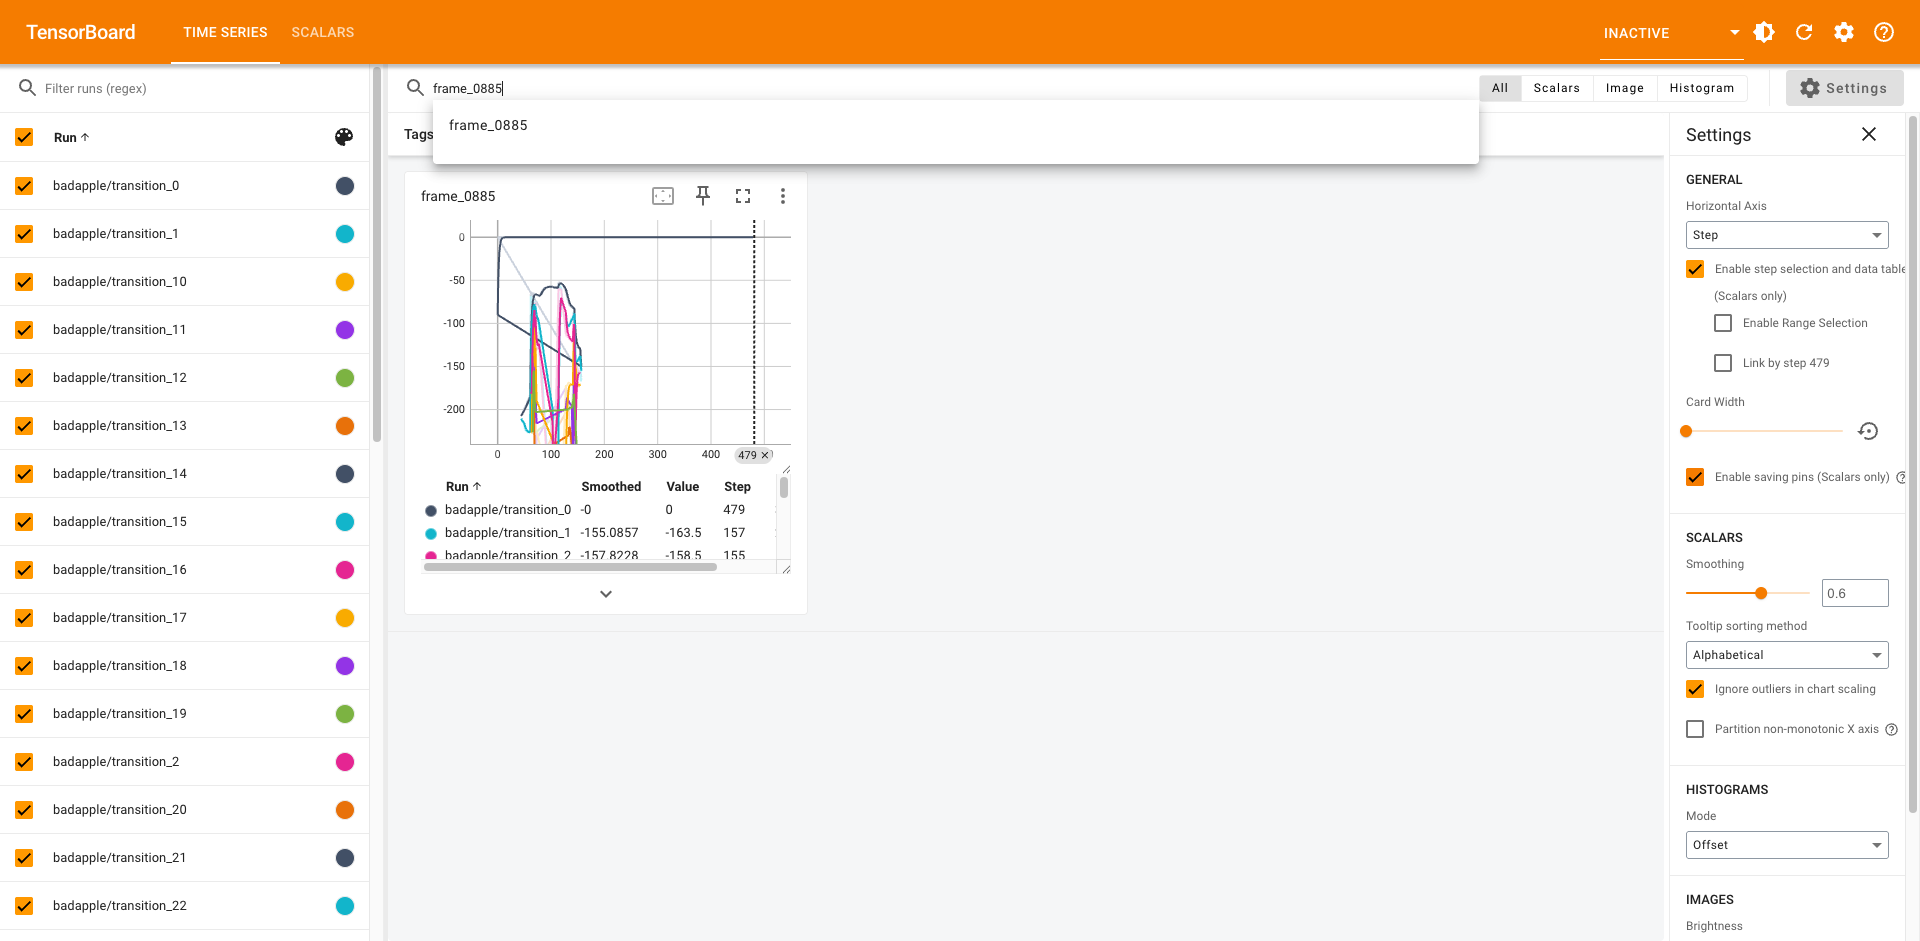 TensorBoard
TIME SERIES
SCALARS
INACTIVE
Filter runs (regex)
frame_0885
All
Scalars
Image
Histogram
Settings
frame_0885
Tags
Run
badapple/transition_0
badapple/transition_1
badapple/transition_10
badapple/transition_11
badapple/transition_12
badapple/transition_13
badapple/transition_14
badapple/transition_15
badapple/transition_16
badapple/transition_17
badapple/transition_18
badapple/transition_19
badapple/transition_2
badapple/transition_20
badapple/transition_21
badapple/transition_22
frame_0885
0
-50
-100
-150
-200
0 100 200 300 400 479
Run Smoothed Value Step
badapple/transition_0 -0 0 479
badapple/transition_1 -155.0857 -163.5 157
badapple/transition_2 -157.8228 -158.5 155
Settings
GENERAL
Horizontal Axis
Step
Enable step selection and data table
(Scalars only)
Enable Range Selection
Link by step 479
Card Width
Enable saving pins (Scalars only)
SCALARS
Smoothing
0.6
Tooltip sorting method
Alphabetical
Ignore outliers in chart scaling
Partition non-monotonic X axis
HISTOGRAMS
Mode
Offset
IMAGES
Brightness